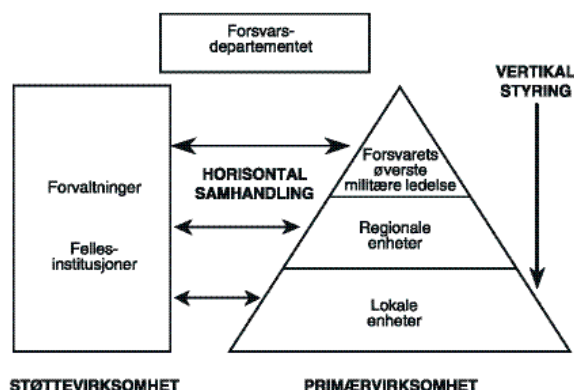 Forsvars-
departementet
VERTIKAL
STYRING
Forvaltninger
Felles-
institusjoner
HORISONTAL
SAMHANDLING
Forsvarets
øverste
militære ledelse
Regionale
enheter
Lokale
enheter
STØTTEVIRKSOMHET
PRIMÆRVIRKSOMHET